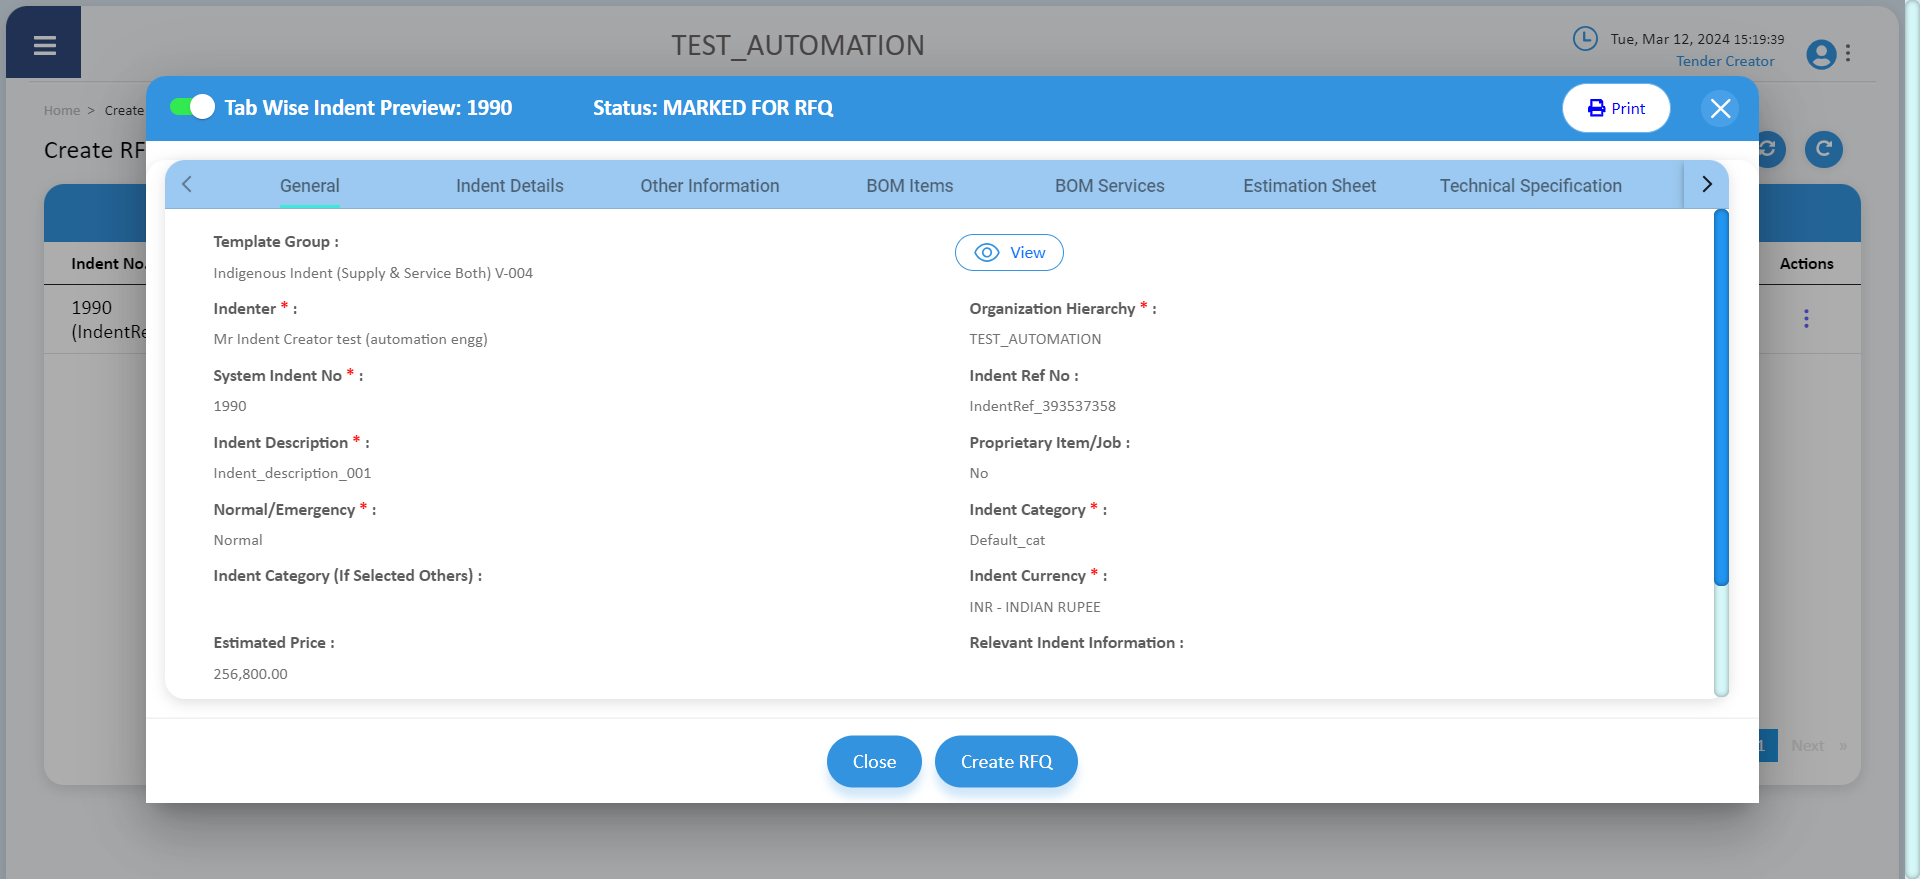 TEST_AUTOMATION
Tue, Mar 12, 2024 15:19:39
Tender Creator
Home > Create
Create RF
Tab Wise Indent Preview: 1990
Status: MARKED FOR RFQ
Print
General
Indent Details
Other Information
BOM Items
BOM Services
Estimation Sheet
Technical Specification
Template Group :
Indigenous Indent (Supply & Service Both) V-004
View
Indenter * :
Mr Indent Creator test (automation engg)
Organization Hierarchy * :
TEST_AUTOMATION
System Indent No * :
1990
Indent Ref No :
IndentRef_393537358
Indent Description * :
Indent_description_001
Proprietary Item/Job :
No
Normal/Emergency * :
Normal
Indent Category * :
Default_cat
Indent Category (If Selected Others) :
Indent Currency * :
INR - INDIAN RUPEE
Estimated Price :
256,800.00
Relevant Indent Information :
Indent No.
Actions
1990
(IndentRe
1
Next »
Close
Create RFQ